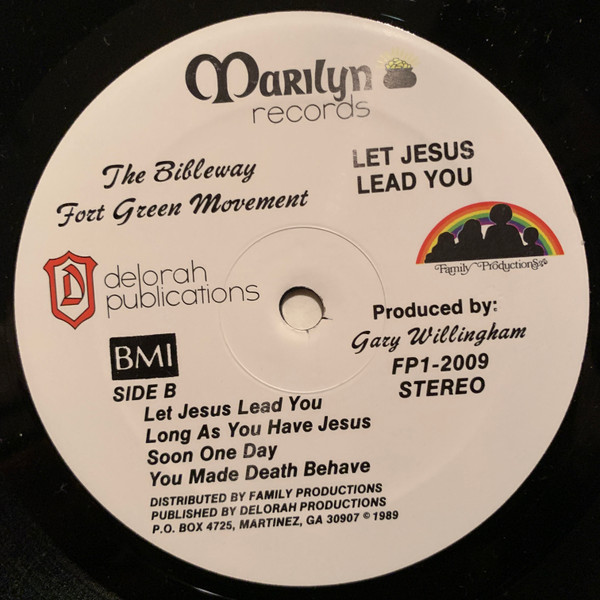 Marilyn
records
The Bibleway
Fort Green Movement
LET JESUS
LEAD YOU
Family Productions
D
delorah
publications
Produced by:
Gary Willingham
FP1-2009
STEREO
BMI
SIDE B
Let Jesus Lead You
Long As You Have Jesus
Soon One Day
You Made Death Behave
DISTRIBUTED BY FAMILY PRODUCTIONS
PUBLISHED BY DELORAH PRODUCTIONS
P.O. BOX 4725, MARTINEZ, GA 30907 © 1989